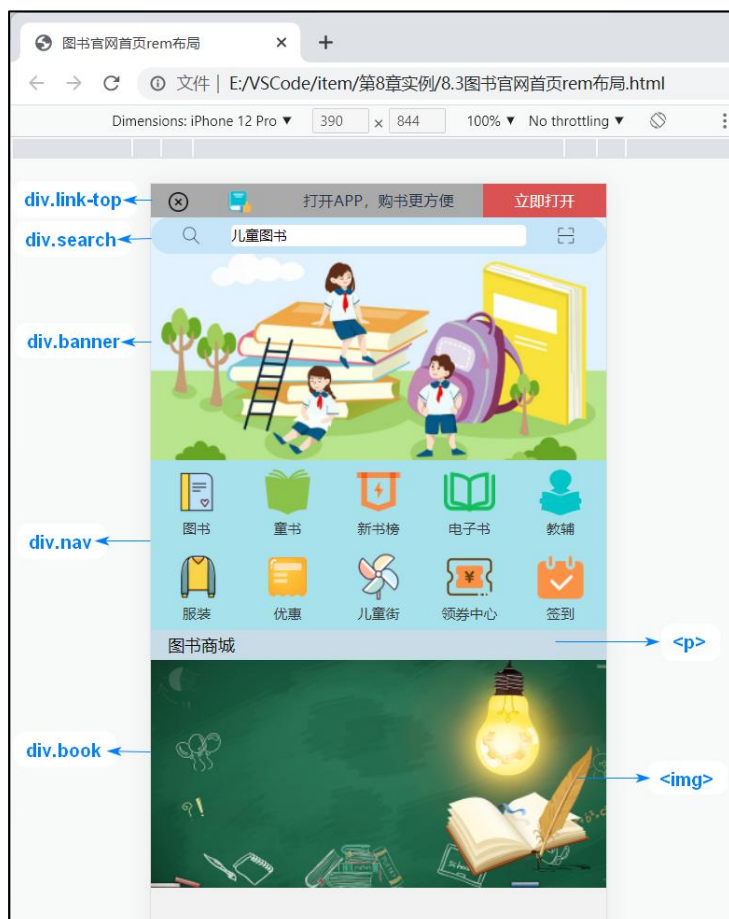 图书官网首页rem布局
文件 | E:/VSCode/item/第8章实例/8.3图书官网首页rem布局.html
Dimensions: iPhone 12 Pro ▼ 390 × 844 100% ▼ No throttling ▼
div.link-top 打开APP，购书更方便 立即打开
div.search 儿童图书
div.banner
图书 童书 新书榜 电子书 教辅
div.nav
服装 优惠 儿童街 领券中心 签到
图书商城 <p>
div.book
<img>